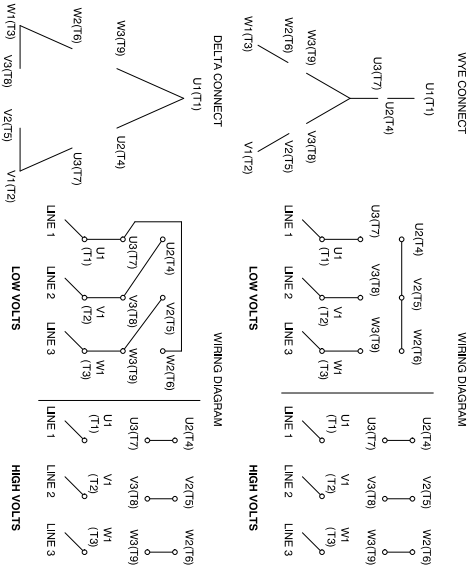 WYE CONNECT
U1(T1)
U2(T4)
U3(T7)
W3(T9) V3(T8)
W2(T6) V2(T5)
W1(T3) V1(T2)
WIRING DIAGRAM
U2(T4) V2(T5) W2(T6)
U3(T7) V3(T8) W3(T9)
U1 V1 W1
(T1) (T2) (T3)
LINE 1 LINE 2 LINE 3
LOW VOLTS
U2(T4) V2(T5) W2(T6)
U3(T7) V3(T8) W3(T9)
U1 V1 W1
(T1) (T2) (T3)
LINE 1 LINE 2 LINE 3
HIGH VOLTS
DELTA CONNECT
U1(T1)
W3(T9) U2(T4)
W2(T6) U3(T7)
W1(T3) V3(T8) V2(T5) V1(T2)
WIRING DIAGRAM
U2(T4) V2(T5) W2(T6)
U3(T7) V3(T8) W3(T9)
U1 V1 W1
(T1) (T2) (T3)
LINE 1 LINE 2 LINE 3
LOW VOLTS
U2(T4) V2(T5) W2(T6)
U3(T7) V3(T8) W3(T9)
U1 V1 W1
(T1) (T2) (T3)
LINE 1 LINE 2 LINE 3
HIGH VOLTS